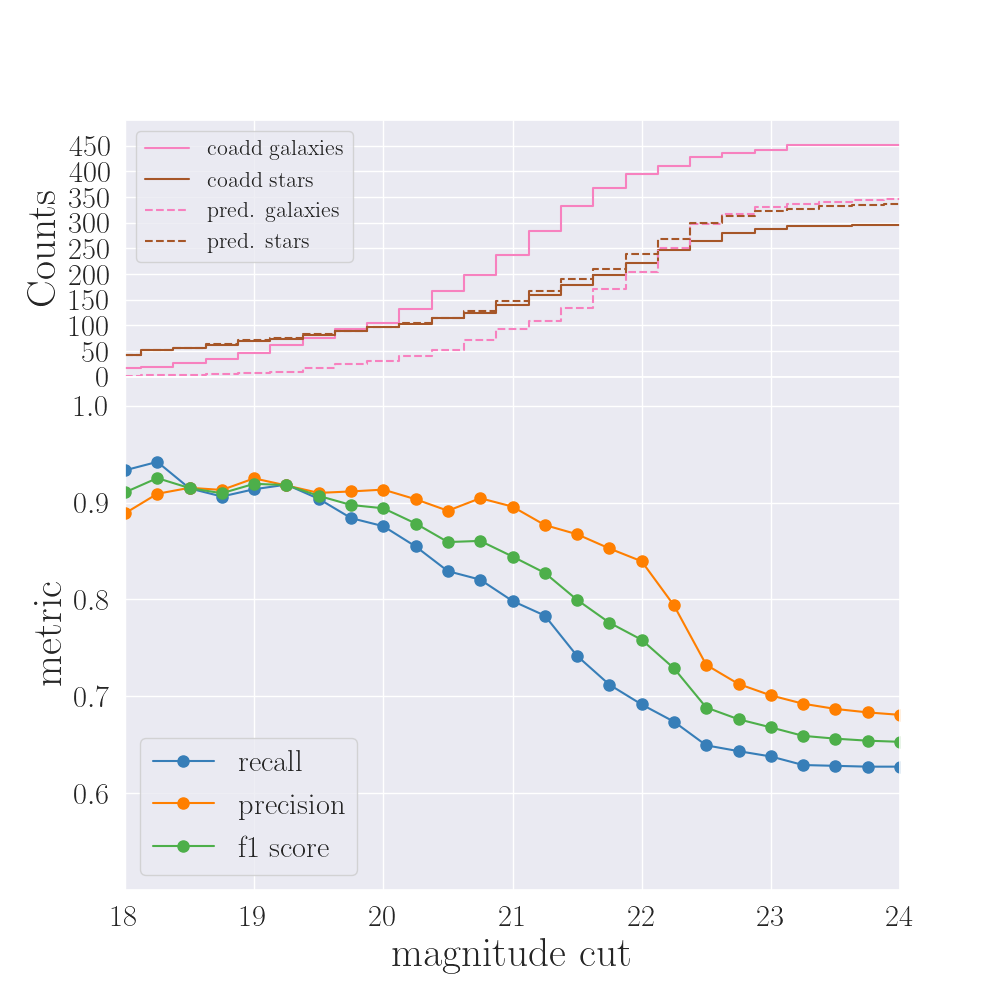 Counts
450
400
350
300
250
200
150
100
50
0
coadd galaxies
coadd stars
pred. galaxies
pred. stars
metric
1.0
0.9
0.8
0.7
0.6
recall
precision
f1 score
18 19 20 21 22 23 24
magnitude cut